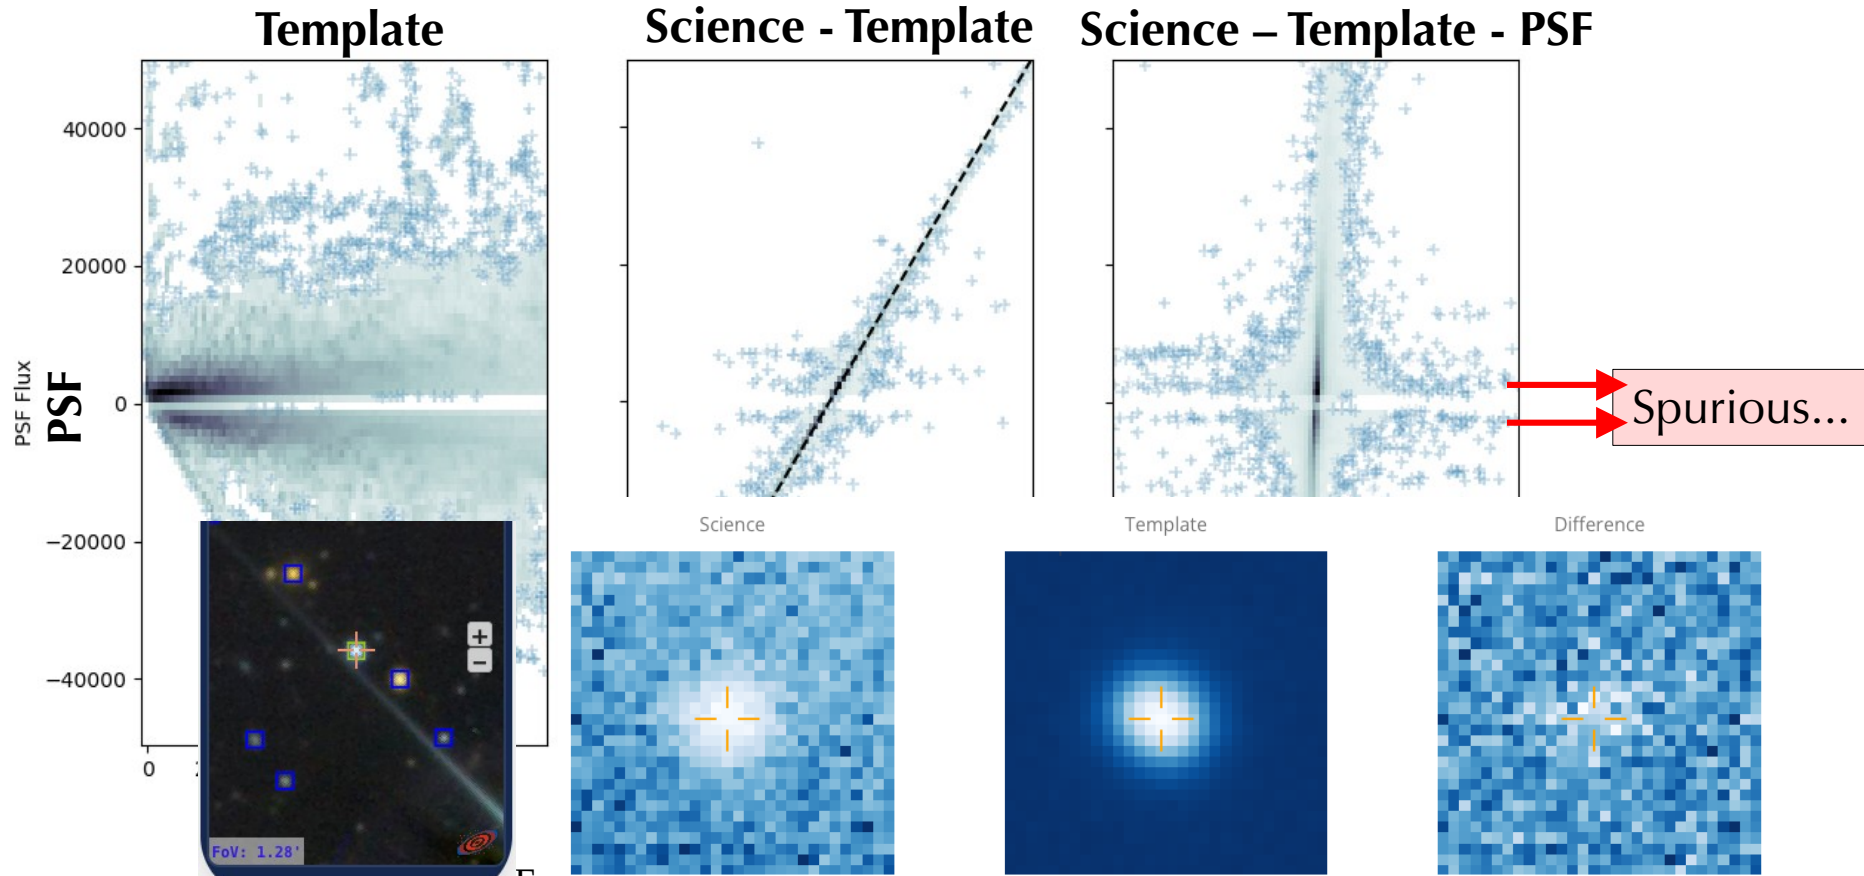 Template
Science - Template
Science – Template - PSF
40000
20000
0
−20000
−40000
PSF Flux
PSF
0
Spurious...
Science
Template
Difference
+
−
FoV: 1.28'